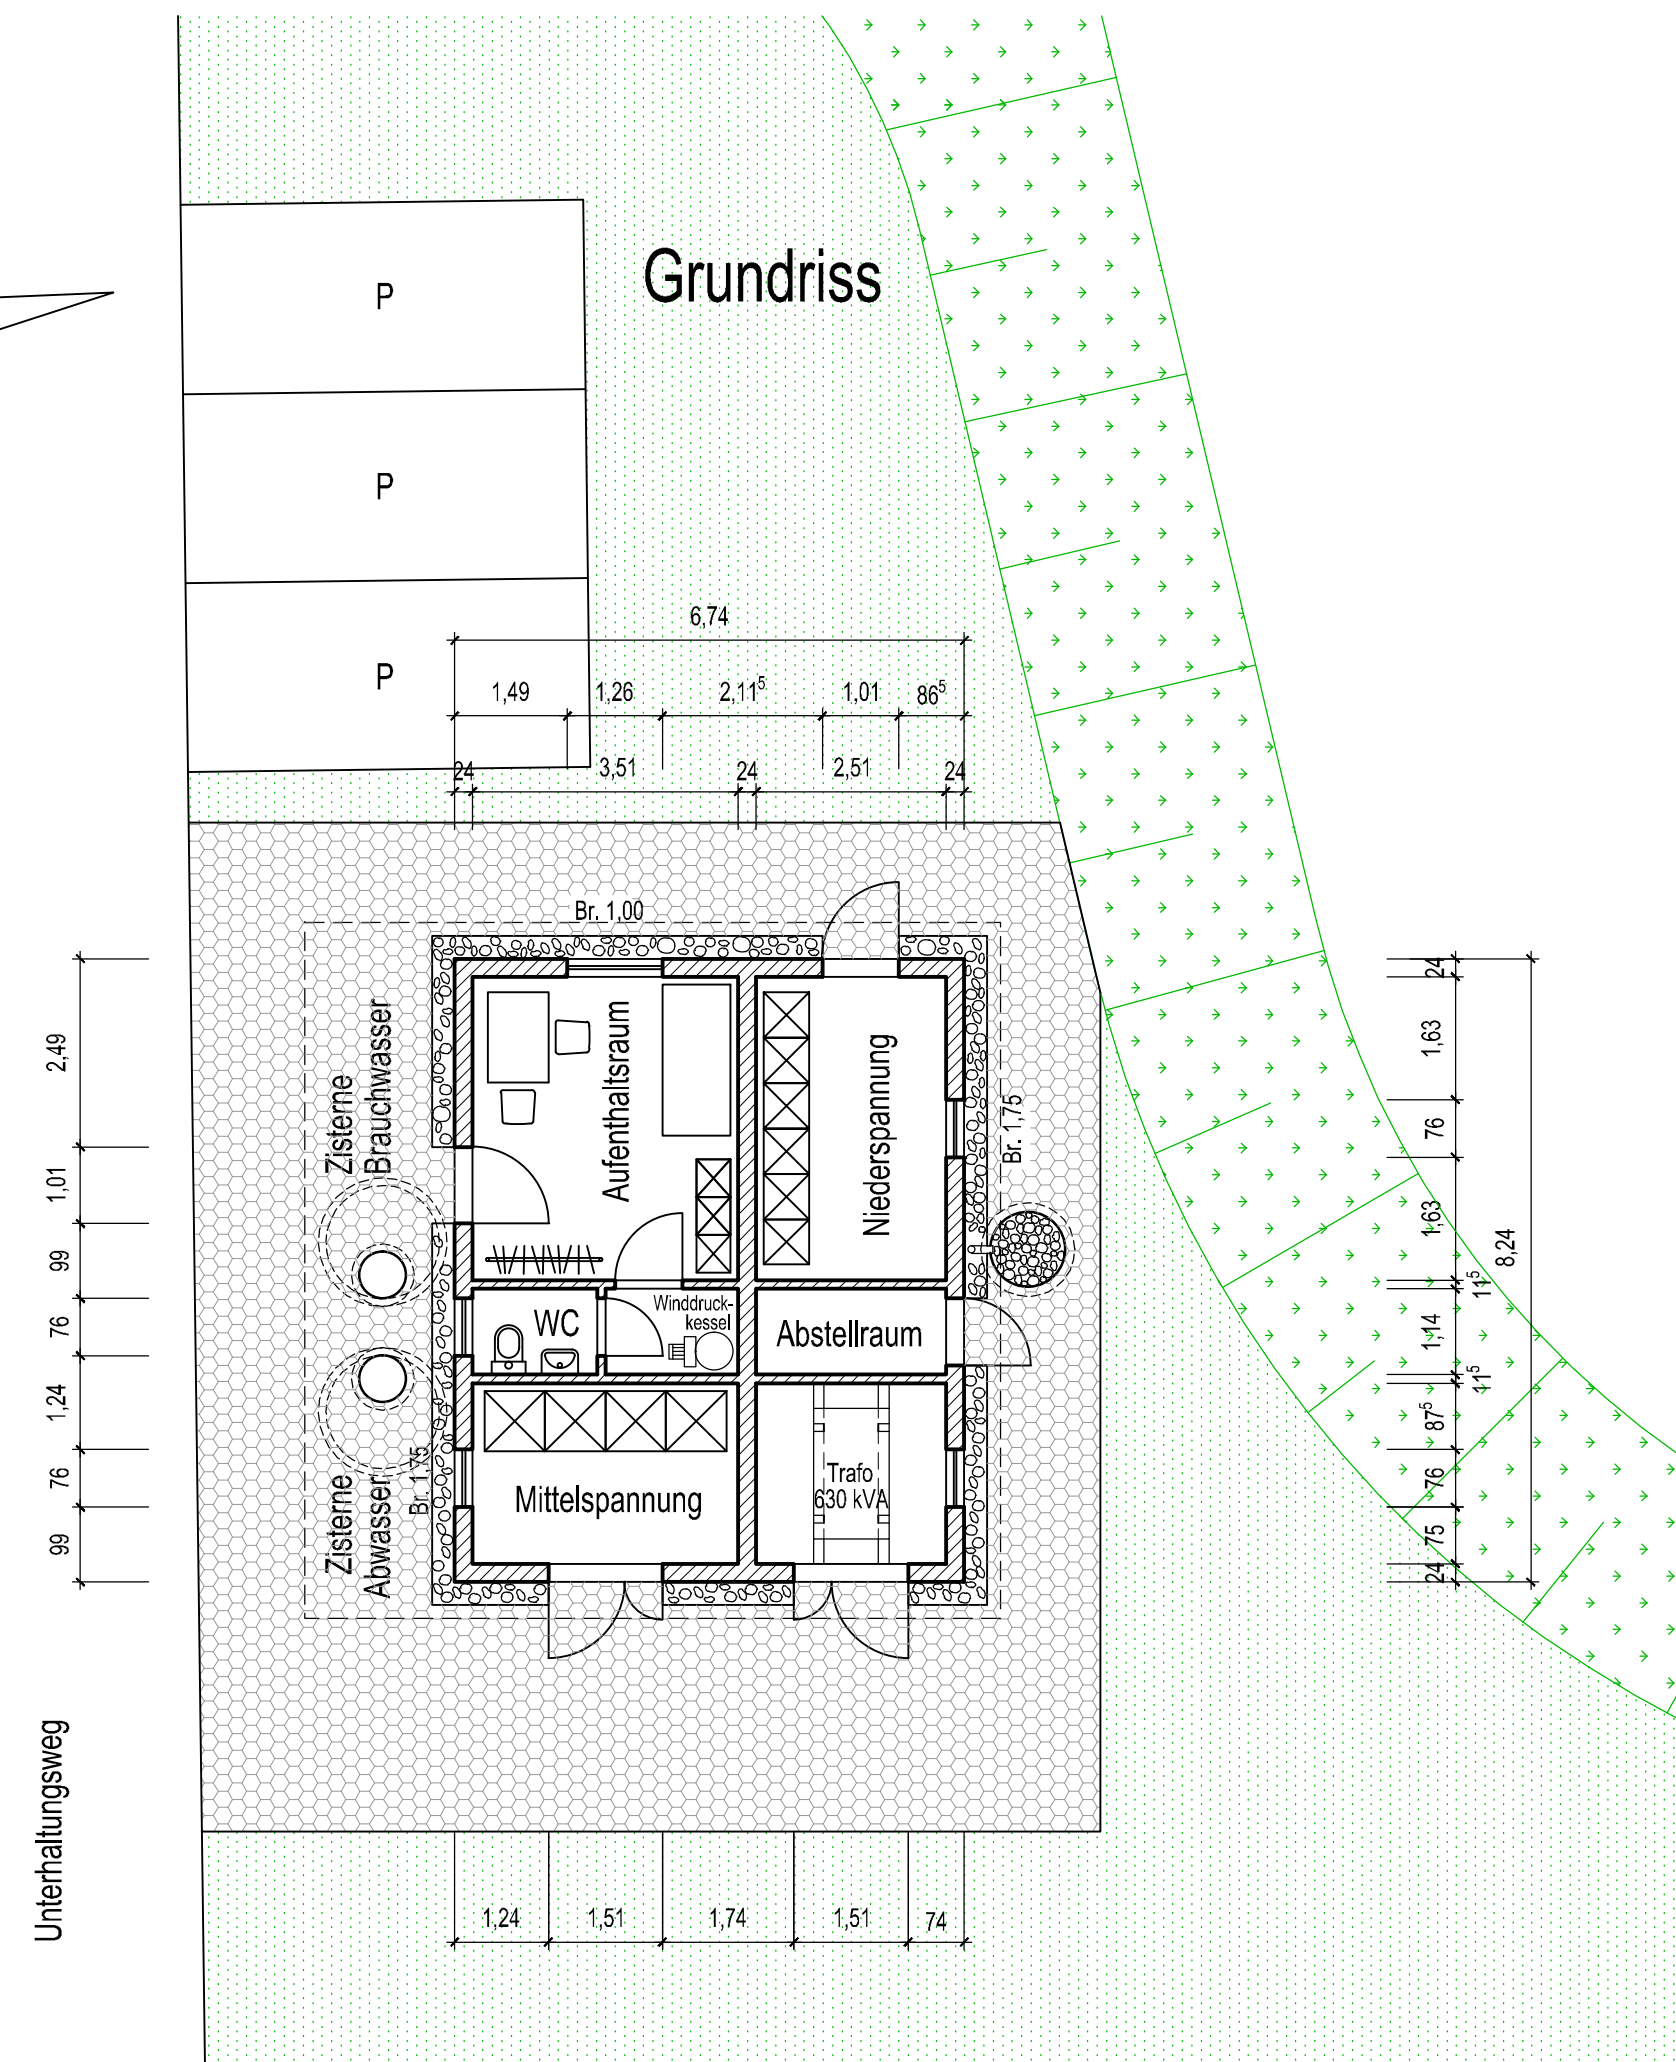 Grundriss
P
P
P
6,74
1,49 1,26 2,11⁵ 1,01 86⁵
24 3,51 24 2,51 24
Br. 1,00
Zisterne
Brauchwasser
Aufenthaltsraum
Niederspannung
Br. 1,75
WC
Winddruck-
kessel
Abstellraum
Zisterne
Abwasser
Br. 1,75
Mittelspannung
Trafo
630 kVA
2,49
1,01
99
76
1,24
76
99
24
1,63
76
1,63
11⁵
1,14
11⁵
87⁵
76
75
24
8,24
Unterhaltungsweg
1,24 1,51 1,74 1,51 74